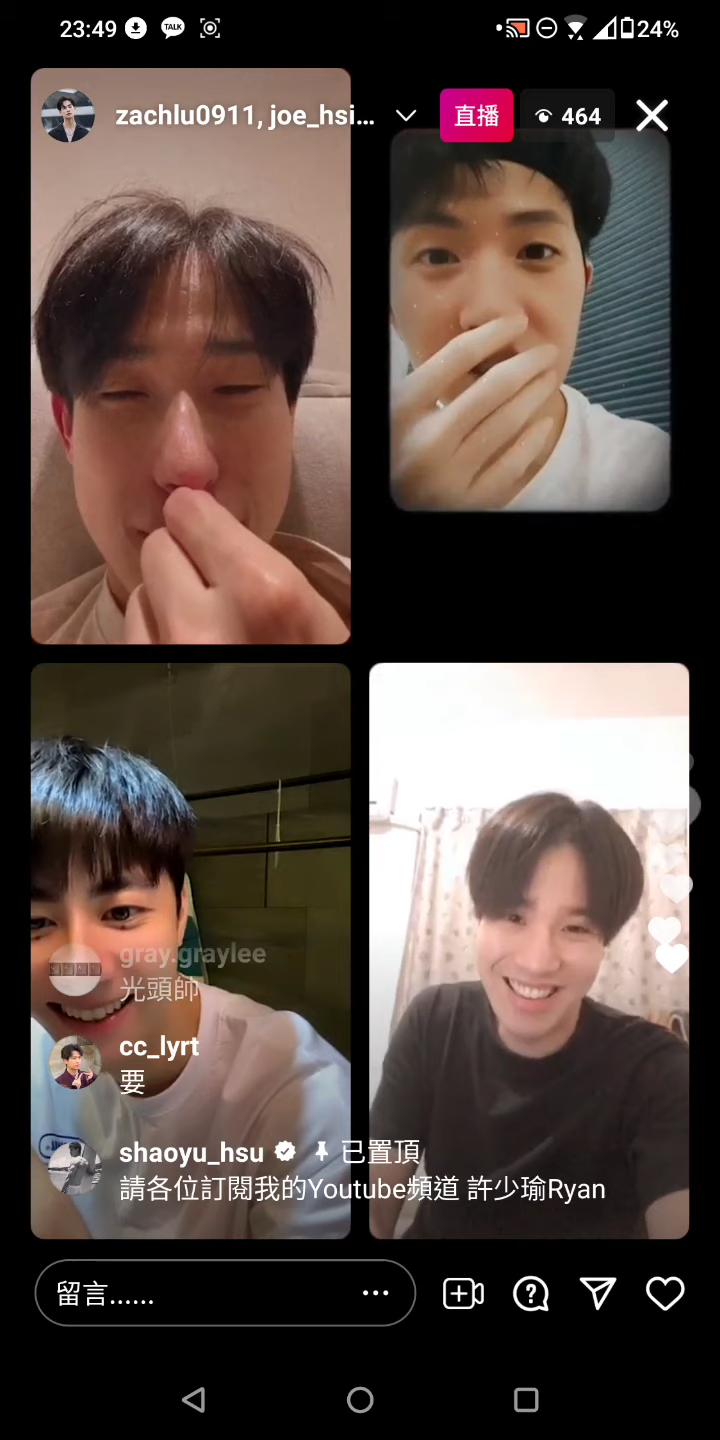 23:49
TALK
24%
zachlu0911, joe_hsi...
直播
464
gray.graylee
光頭帥
cc_lyrt
要
shaoyu_hsu 已置頂
請各位訂閱我的Youtube頻道 許少瑜Ryan
留言......